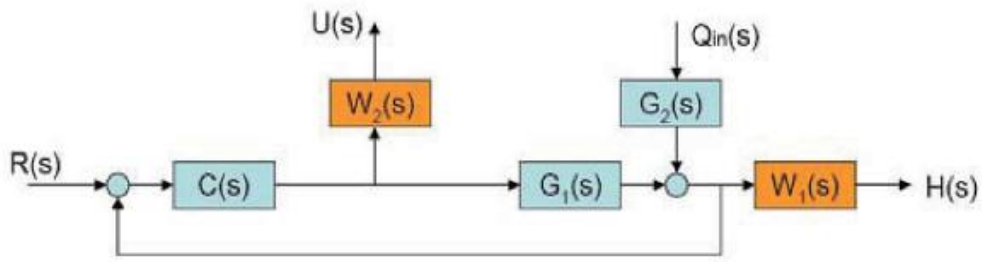 U(s)
Qin(s)
W₂(s)
G₂(s)
R(s)
C(s)
G₁(s)
W₁(s)
H(s)